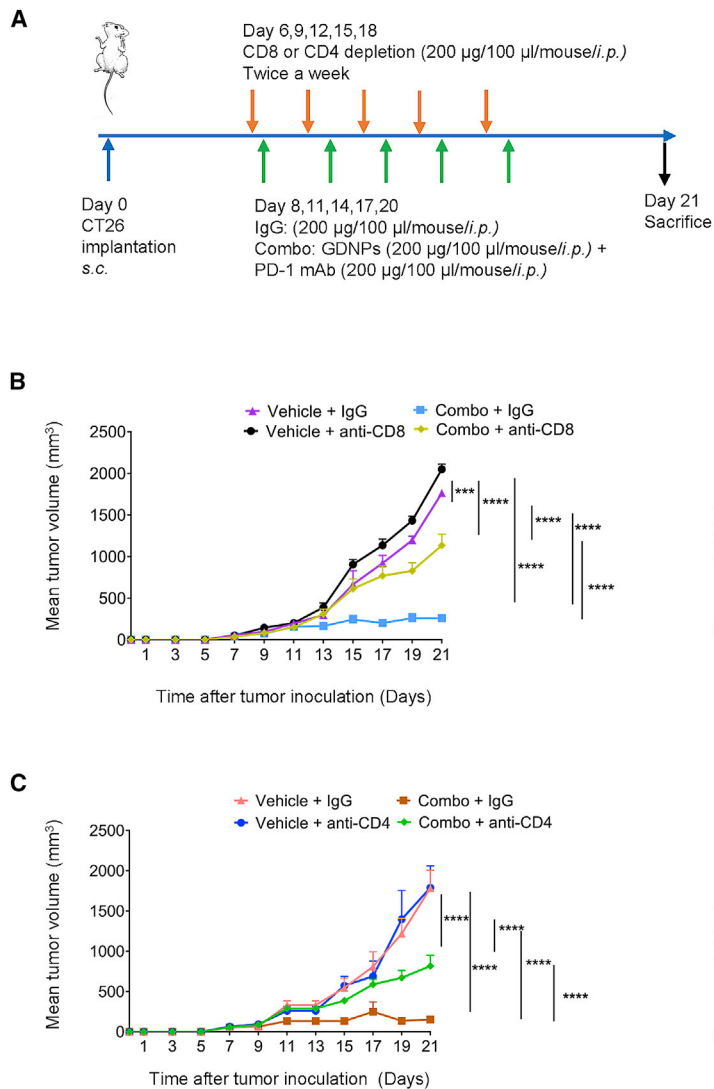 A
Day 6,9,12,15,18
CD8 or CD4 depletion (200 µg/100 µl/mouse/i.p.)
Twice a week
Day 0
CT26
implantation
s.c.
Day 8,11,14,17,20
IgG: (200 µg/100 µl/mouse/i.p.)
Combo: GDNPs (200 µg/100 µl/mouse/i.p.) +
PD-1 mAb (200 µg/100 µl/mouse/i.p.)
Day 21
Sacrifice
B
Vehicle + IgG
Combo + IgG
Vehicle + anti-CD8
Combo + anti-CD8
Mean tumor volume (mm³)
2500
2000
1500
1000
500
0
1 3 5 7 9 11 13 15 17 19 21
Time after tumor inoculation (Days)
***
****
****
****
****
****
C
Vehicle + IgG
Combo + IgG
Vehicle + anti-CD4
Combo + anti-CD4
Mean tumor volume (mm³)
2500
2000
1500
1000
500
0
1 3 5 7 9 11 13 15 17 19 21
Time after tumor inoculation (Days)
****
****
****
****
****